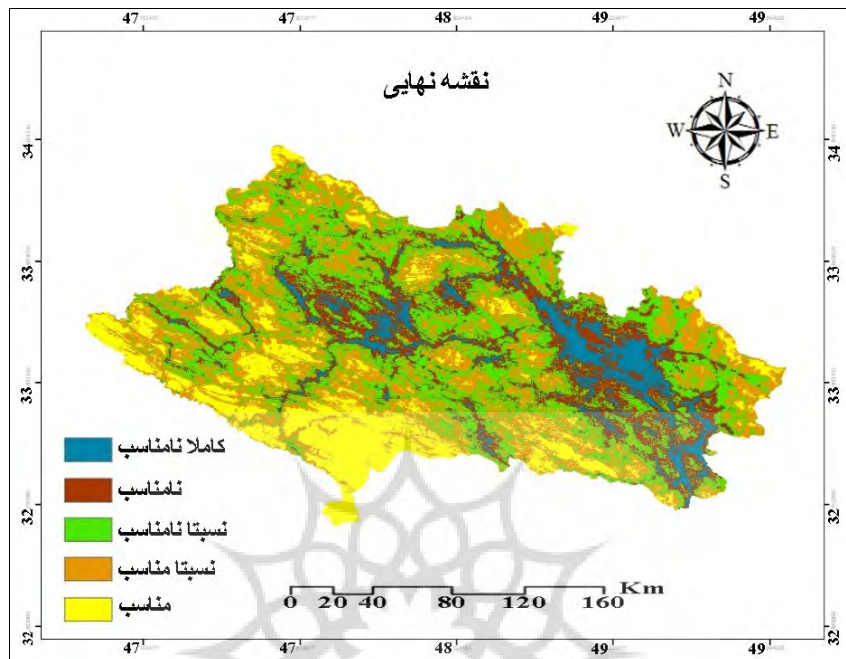 47 47 48 49 49
نقشه نهایی
N
W E
S
34 34
33 33
33 33
کاملا نامناسب
نامناسب
نسبتا نامناسب
نسبتا مناسب
مناسب
32 32
Km
0 20 40 80 120 160
32 32
47 47 48 49 49